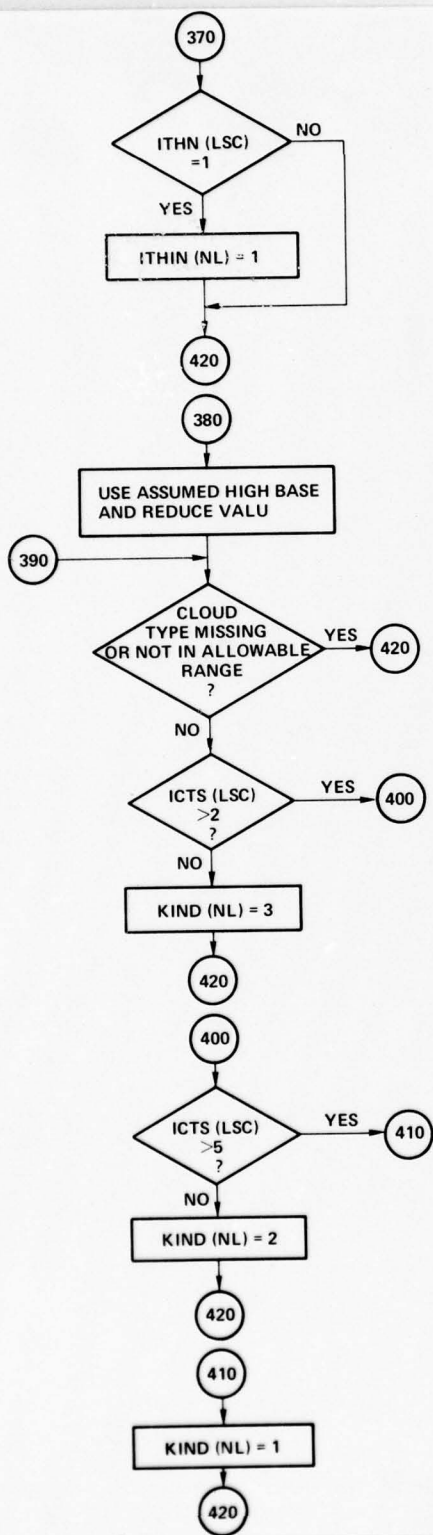 370
ITHN (LSC)
=1
NO
YES
ITHIN (NL) = 1
420
380
USE ASSUMED HIGH BASE
AND REDUCE VALU
390
CLOUD
TYPE MISSING
OR NOT IN ALLOWABLE
RANGE
?
YES
420
NO
ICTS (LSC)
>2
?
YES
400
NO
KIND (NL) = 3
420
400
ICTS (LSC)
>5
?
YES
410
NO
KIND (NL) = 2
420
410
KIND (NL) = 1
420